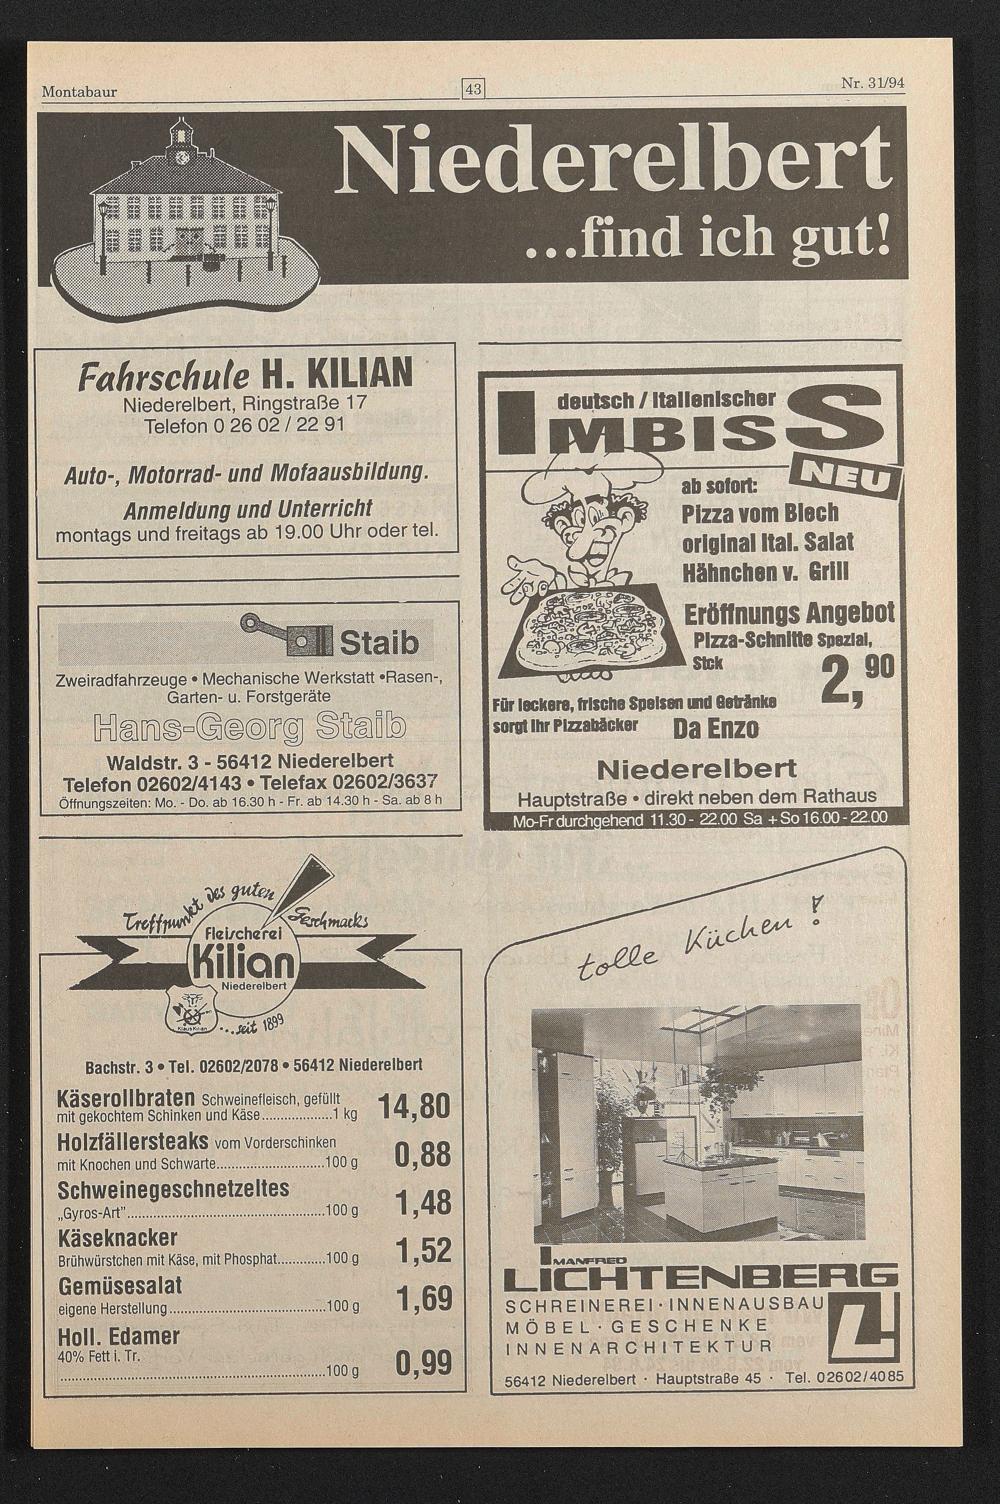 Montabaur
43
Nr. 31/94
Niederelbert
...find ich gut!
Fahrschule H. KILIAN
Niederelbert, Ringstraße 17
Telefon 0 26 02 / 22 91
Auto-, Motorrad- und Mofaausbildung.
Anmeldung und Unterricht
montags und freitags ab 19.00 Uhr oder tel.
Staib
Zweiradfahrzeuge • Mechanische Werkstatt •Rasen-,
Garten- u. Forstgeräte
Hans-Georg Staib
Waldstr. 3 - 56412 Niederelbert
Telefon 02602/4143 • Telefax 02602/3637
Öffnungszeiten: Mo. - Do. ab 16.30 h - Fr. ab 14.30 h - Sa. ab 8 h
Treffpunkt des guten Geschmacks
Fleischerei
Kilian
Niederelbert
Klaus Kilian
...seit 1899
Bachstr. 3 • Tel. 02602/2078 • 56412 Niederelbert
Käserollbraten Schweinefleisch, gefüllt
mit gekochtem Schinken und Käse..................1 kg 14,80
Holzfällersteaks vom Vorderschinken
mit Knochen und Schwarte............................100 g 0,88
Schweinegeschnetzeltes
„Gyros-Art"....................................................100 g 1,48
Käseknacker
Brühwürstchen mit Käse, mit Phosphat.............100 g 1,52
Gemüsesalat
eigene Herstellung.........................................100 g 1,69
Holl. Edamer
40% Fett i. Tr.
.....................................................................100 g 0,99
deutsch / italienischer
IMBISS
NEU
ab sofort:
Pizza vom Blech
original Ital. Salat
Hähnchen v. Grill
Eröffnungs Angebot
Pizza-Schnitte Spezial,
Stck 2,90
Für leckere, frische Speisen und Getränke
sorgt Ihr Pizzabäcker Da Enzo
Niederelbert
Hauptstraße • direkt neben dem Rathaus
Mo-Fr durchgehend 11.30 - 22.00 Sa + So 16.00 - 22.00
tolle Küchen !
MANFRED
LICHTENBERG
SCHREINEREI · INNENAUSBAU
MÖBEL · GESCHENKE
INNENARCHITEKTUR
56412 Niederelbert · Hauptstraße 45 · Tel. 02602/4085